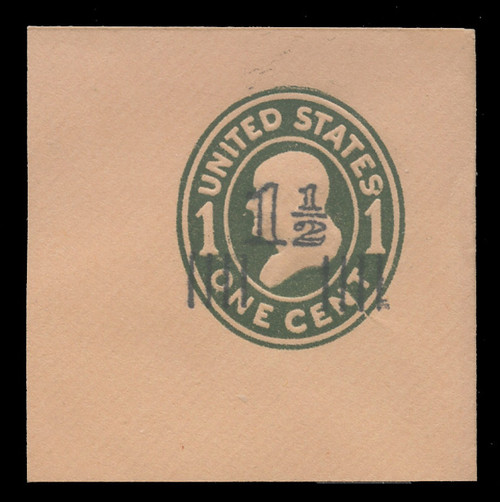 UNITED STATES
1 1½ 1
ONE CENT